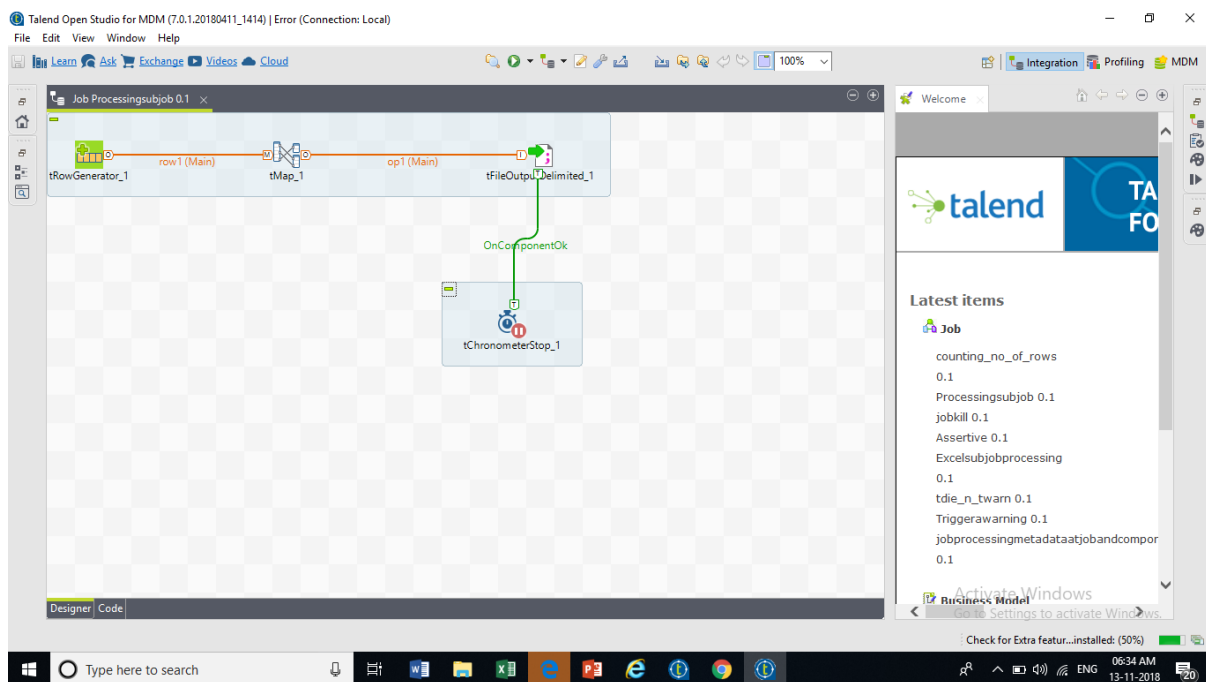 Talend Open Studio for MDM (7.0.1.20180411_1414) | Error (Connection: Local)
File Edit View Window Help
Learn Ask Exchange Videos Cloud 100% Integration Profiling MDM
Job Processingsubjob 0.1
Welcome
row1 (Main)
op1 (Main)
tRowGenerator_1
tMap_1
tFileOutputDelimited_1
OnComponentOk
tChronometerStop_1
talend
TA
FO
Latest items
Job
counting_no_of_rows
0.1
Processingsubjob 0.1
jobkill 0.1
Assertive 0.1
Excelsubjobprocessing
0.1
tdie_n_twarn 0.1
Triggerawarning 0.1
jobprocessingmetadataatjobandcompor
0.1
Business Model
Activate Windows
Go to Settings to activate Windows.
Designer Code
Check for Extra featur...installed: (50%)
Type here to search
ENG
06:34 AM
13-11-2018
20